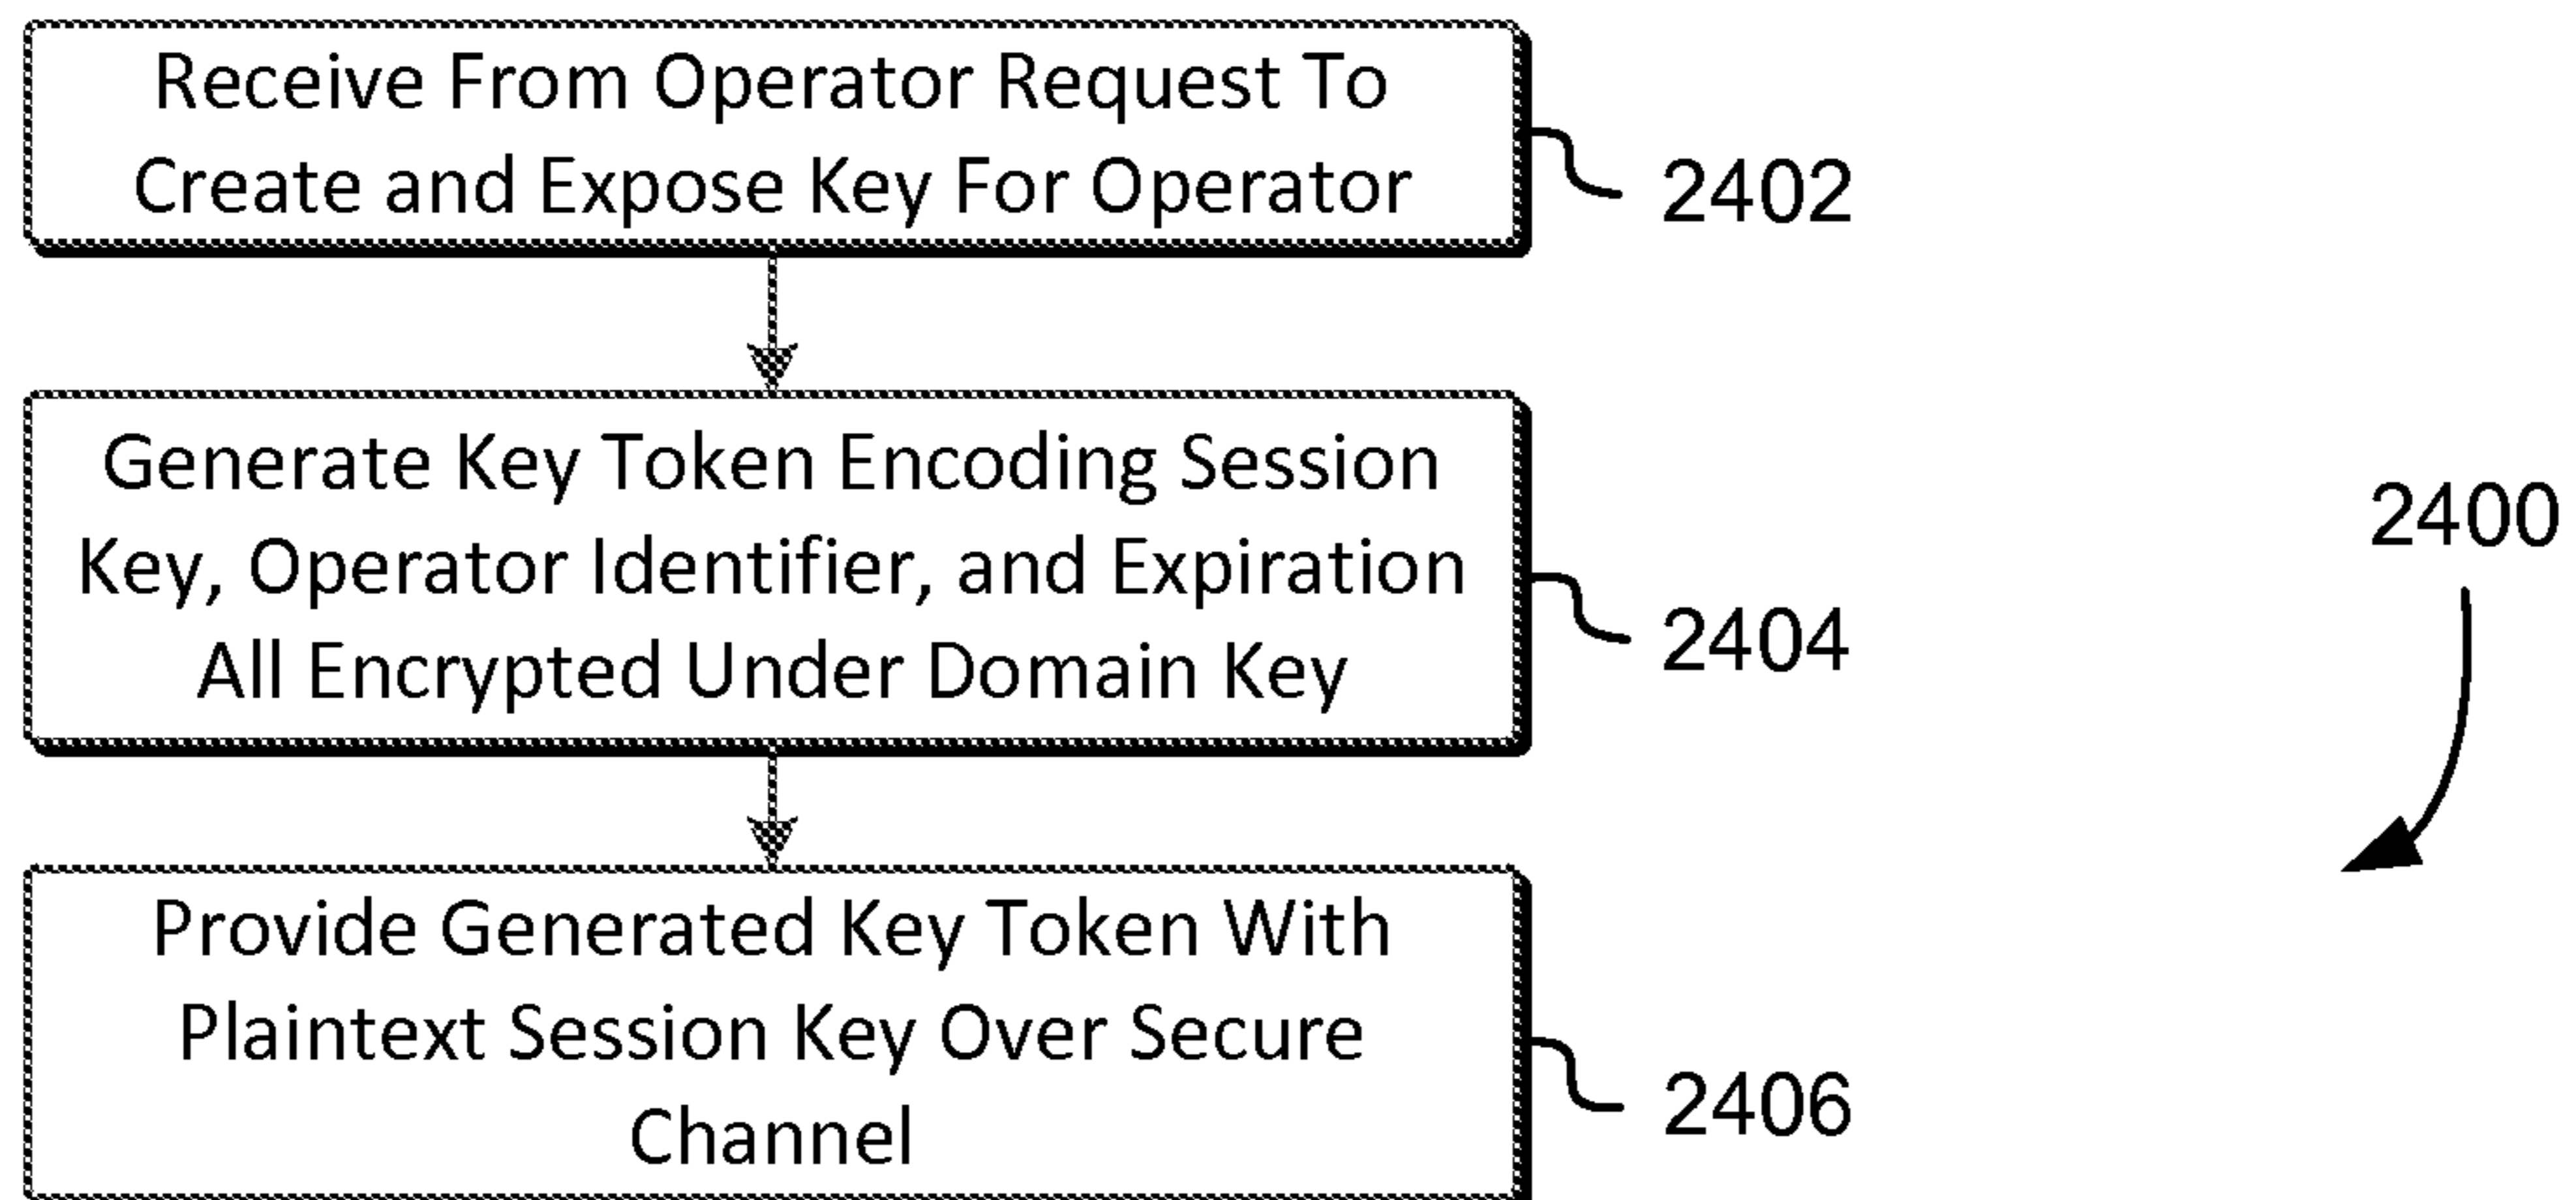 Receive From Operator Request To
Create and Expose Key For Operator
2402
Generate Key Token Encoding Session
Key, Operator Identifier, and Expiration
All Encrypted Under Domain Key
2404
2400
Provide Generated Key Token With
Plaintext Session Key Over Secure
Channel
2406